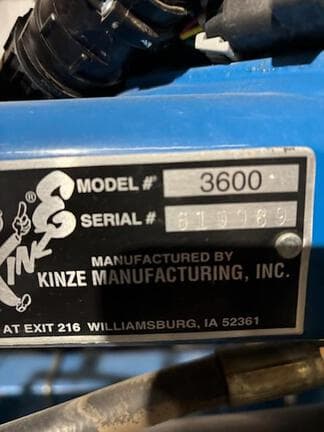 KINZE ®
MODEL # 3600
SERIAL #
MANUFACTURED BY
KINZE MANUFACTURING, INC.
AT EXIT 216 WILLIAMSBURG, IA 52361